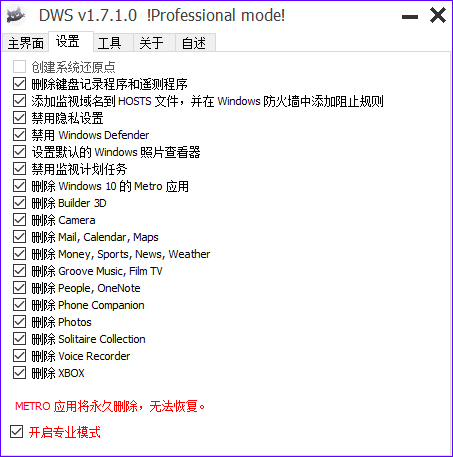 DWS v1.7.1.0 !Professional mode!
主界面 设置 工具 关于 自述
创建系统还原点
删除键盘记录程序和遥测程序
添加监视域名到 HOSTS 文件，并在 Windows 防火墙中添加阻止规则
禁用隐私设置
禁用 Windows Defender
设置默认的 Windows 照片查看器
禁用监视计划任务
删除 Windows 10 的 Metro 应用
删除 Builder 3D
删除 Camera
删除 Mail, Calendar, Maps
删除 Money, Sports, News, Weather
删除 Groove Music, Film TV
删除 People, OneNote
删除 Phone Companion
删除 Photos
删除 Solitaire Collection
删除 Voice Recorder
删除 XBOX
METRO 应用将永久删除，无法恢复。
开启专业模式